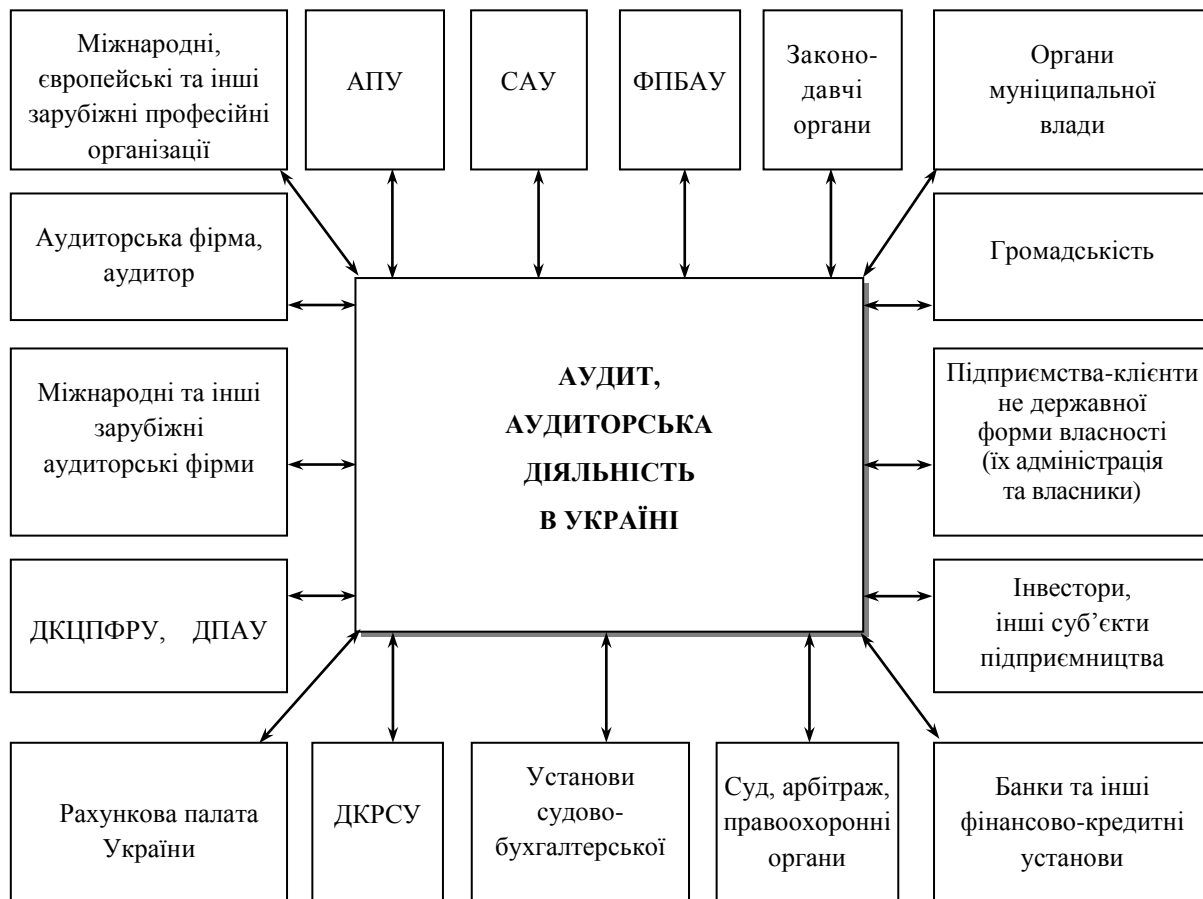 Міжнародні,
європейські та інші
зарубіжні професійні
організації
АПУ
САУ
ФПБАУ
Законо-
давчі
органи
Органи
муніципальної
влади
Аудиторська фірма,
аудитор
Громадськість
Міжнародні та інші
зарубіжні
аудиторські фірми
АУДИТ,
АУДИТОРСЬКА
ДІЯЛЬНІСТЬ
В УКРАЇНІ
Підприємства-клієнти
не державної
форми власності
(їх адміністрація
та власники)
ДКЦПФРУ, ДПАУ
Інвестори,
інші суб’єкти
підприємництва
Рахункова палата
України
ДКРСУ
Установи
судово-
бухгалтерської
Суд, арбітраж,
правоохоронні
органи
Банки та інші
фінансово-кредитні
установи